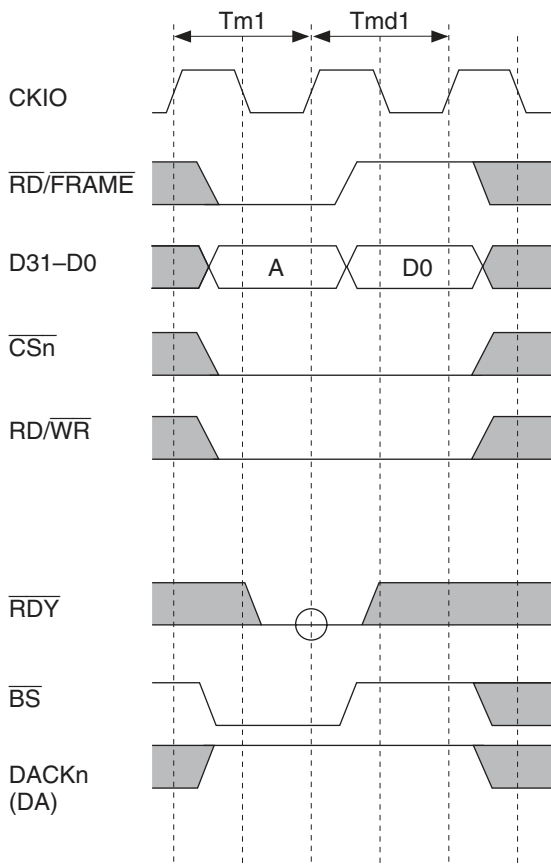 Tm1 Tmd1
CKIO
RD/FRAME
D31–D0 A D0
CSn
RD/WR
RDY
BS
DACKn
(DA)